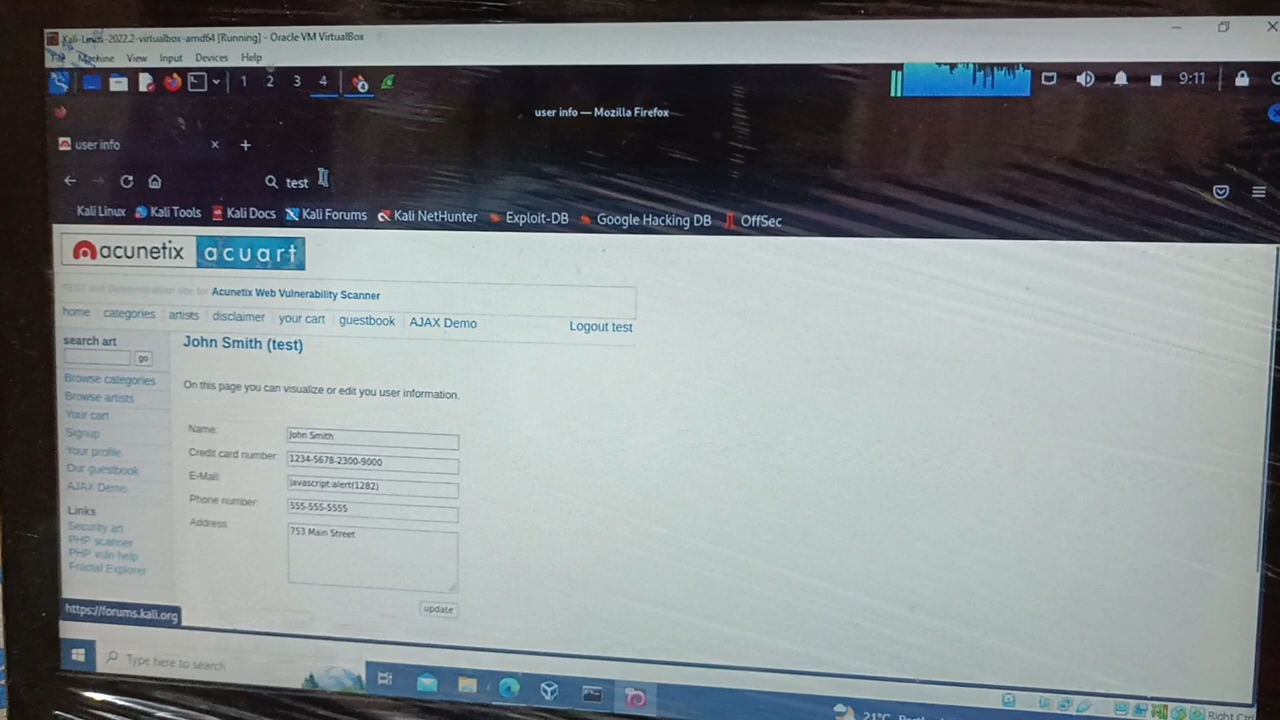 Kali-Linux-2022.2-virtualbox-amd64 [Running] - Oracle VM VirtualBox
File Machine View Input Devices Help
1 2 3 4 9:11
user info — Mozilla Firefox
user info
test
Kali Linux Kali Tools Kali Docs Kali Forums Kali NetHunter Exploit-DB Google Hacking DB OffSec
acunetix acuart
TEST and Demonstration site for Acunetix Web Vulnerability Scanner
home categories artists disclaimer your cart guestbook AJAX Demo Logout test
search art
go
Browse categories
Browse artists
Your cart
Signup
Your profile
Our guestbook
AJAX Demo
Links
Security art
PHP scanner
PHP vuln help
Fractal Explorer
John Smith (test)
On this page you can visualize or edit you user information.
Name: John Smith
Credit card number: 1234-5678-2300-9000
E-Mail: javascript:alert(1282)
Phone number: 555-555-5555
Address: 753 Main Street
update
https://forums.kali.org
Type here to search
21°C
Right Ctrl